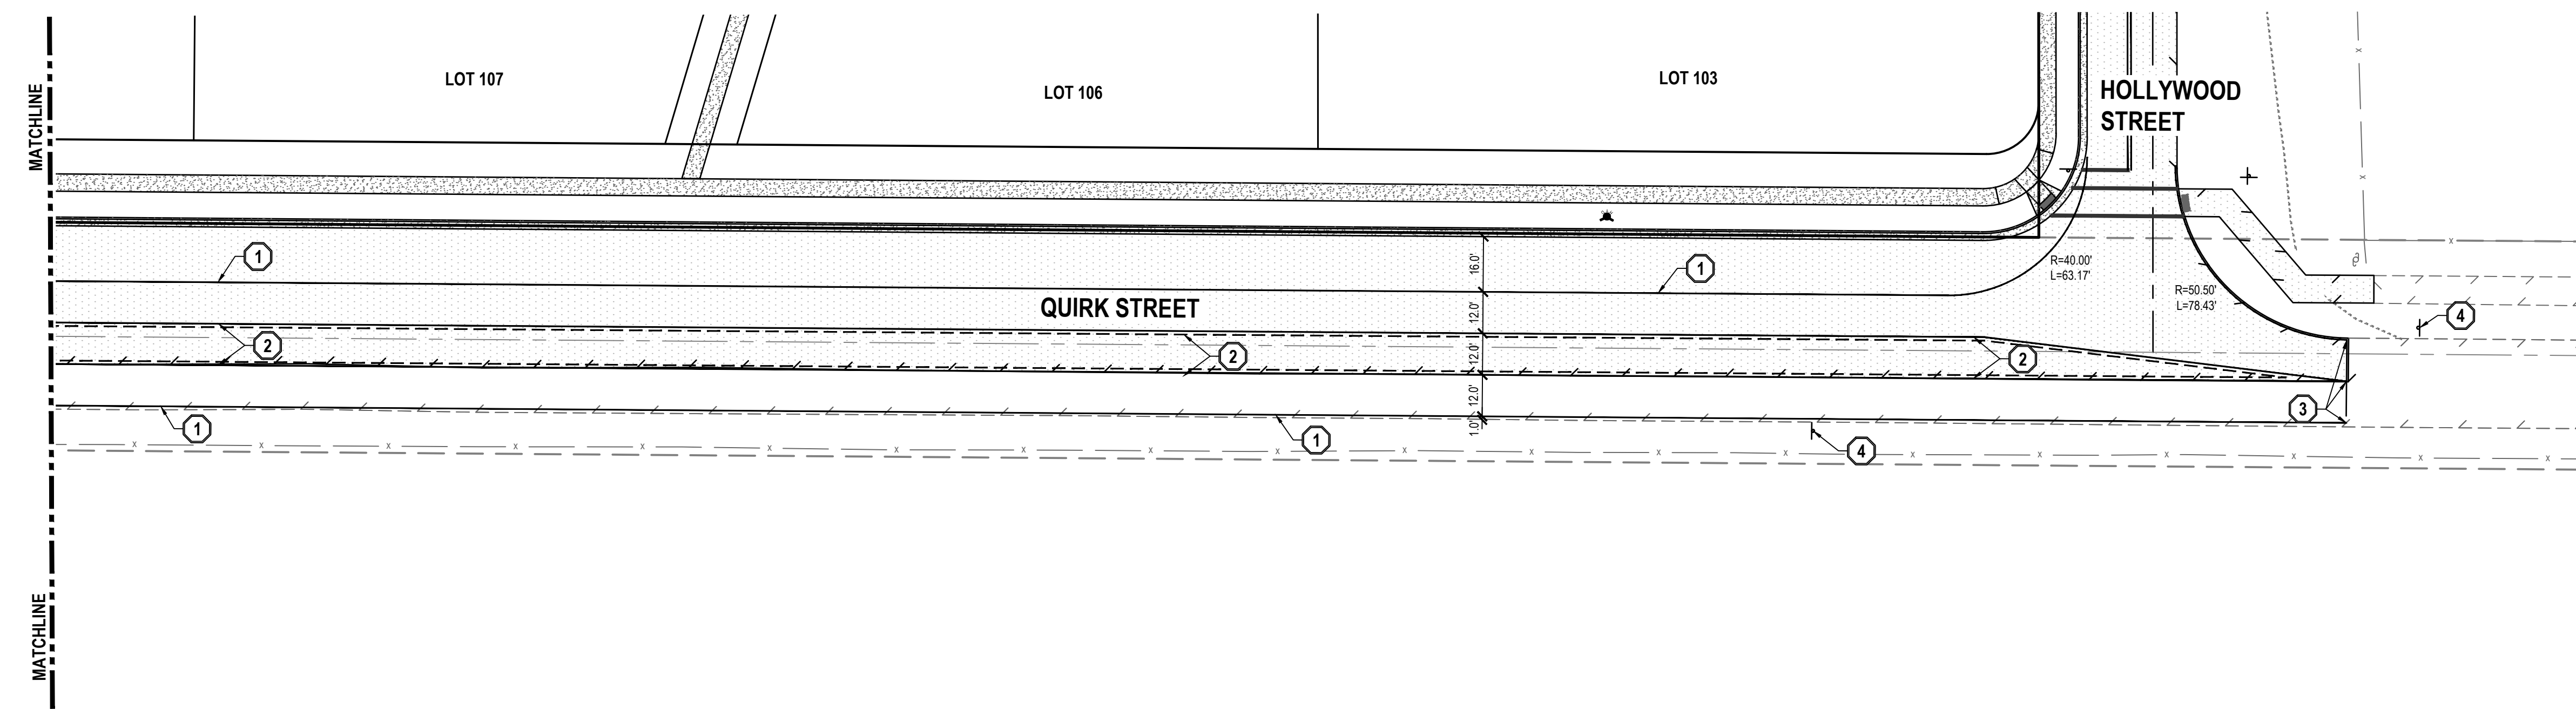 MATCHLINE
LOT 107
LOT 106
LOT 103
HOLLYWOOD
STREET
1
16.0'
1
R=40.00'
L=63.17'
QUIRK STREET
12.0'
R=50.50'
L=78.43'
4
2
2
12.0'
2
12.0'
3
1
1.0'
1
4
x x x x x x x x x x x x x x x x x x x x
x
x
x
MATCHLINE